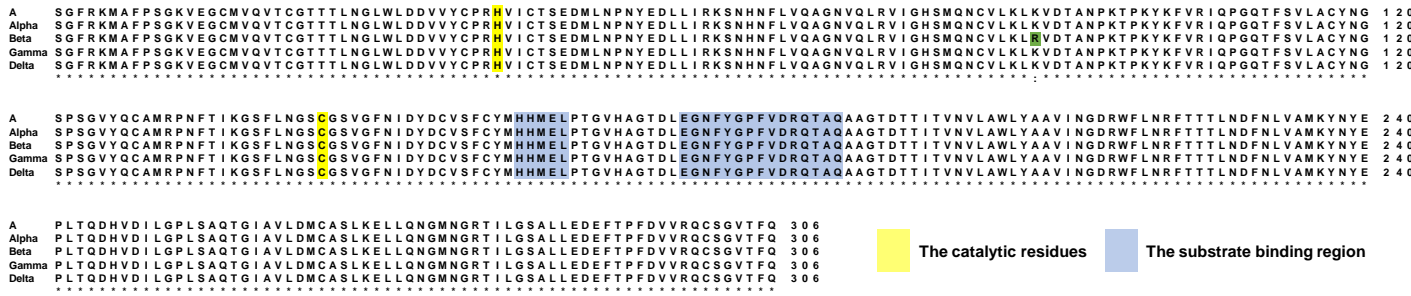 A SGFRKMAFPSGKVEGCMVQVTCGTTTLNGLWLDDVVYCPRHVICTSEDMLNPNYEDLLIRKSNHNFLVQAGNVQLRVIGHSMQNCVLKLKVDTANPKTPKYKFVRIQPGQTFSVLACYNG 120
Alpha SGFRKMAFPSGKVEGCMVQVTCGTTTLNGLWLDDVVYCPRHVICTSEDMLNPNYEDLLIRKSNHNFLVQAGNVQLRVIGHSMQNCVLKLKVDTANPKTPKYKFVRIQPGQTFSVLACYNG 120
Beta SGFRKMAFPSGKVEGCMVQVTCGTTTLNGLWLDDVVYCPRHVICTSEDMLNPNYEDLLIRKSNHNFLVQAGNVQLRVIGHSMQNCVLKLRVDTANPKTPKYKFVRIQPGQTFSVLACYNG 120
Gamma SGFRKMAFPSGKVEGCMVQVTCGTTTLNGLWLDDVVYCPRHVICTSEDMLNPNYEDLLIRKSNHNFLVQAGNVQLRVIGHSMQNCVLKLKVDTANPKTPKYKFVRIQPGQTFSVLACYNG 120
Delta SGFRKMAFPSGKVEGCMVQVTCGTTTLNGLWLDDVVYCPRHVICTSEDMLNPNYEDLLIRKSNHNFLVQAGNVQLRVIGHSMQNCVLKLKVDTANPKTPKYKFVRIQPGQTFSVLACYNG 120
*****************************************************************************************:******************************
A SPSGVYQCAMRPNFTIKGSFLNGSCGSVGFNIDYDCVSFCYMHHMELPTGVHAGTDLEGNFYGPFVDRQTAQAAGTDTTITVNVLAWLYAAVINGDRWFLNRFTTTLNDFNLVAMKYNYE 240
Alpha SPSGVYQCAMRPNFTIKGSFLNGSCGSVGFNIDYDCVSFCYMHHMELPTGVHAGTDLEGNFYGPFVDRQTAQAAGTDTTITVNVLAWLYAAVINGDRWFLNRFTTTLNDFNLVAMKYNYE 240
Beta SPSGVYQCAMRPNFTIKGSFLNGSCGSVGFNIDYDCVSFCYMHHMELPTGVHAGTDLEGNFYGPFVDRQTAQAAGTDTTITVNVLAWLYAAVINGDRWFLNRFTTTLNDFNLVAMKYNYE 240
Gamma SPSGVYQCAMRPNFTIKGSFLNGSCGSVGFNIDYDCVSFCYMHHMELPTGVHAGTDLEGNFYGPFVDRQTAQAAGTDTTITVNVLAWLYAAVINGDRWFLNRFTTTLNDFNLVAMKYNYE 240
Delta SPSGVYQCAMRPNFTIKGSFLNGSCGSVGFNIDYDCVSFCYMHHMELPTGVHAGTDLEGNFYGPFVDRQTAQAAGTDTTITVNVLAWLYAAVINGDRWFLNRFTTTLNDFNLVAMKYNYE 240
************************************************************************************************************************
A PLTQDHVDILGPLSAQTGIAVLDMCASLKELLQNGMNGRTILGSALLEDEFTPFDVVRQCSGVTFQ 306
Alpha PLTQDHVDILGPLSAQTGIAVLDMCASLKELLQNGMNGRTILGSALLEDEFTPFDVVRQCSGVTFQ 306
Beta PLTQDHVDILGPLSAQTGIAVLDMCASLKELLQNGMNGRTILGSALLEDEFTPFDVVRQCSGVTFQ 306
Gamma PLTQDHVDILGPLSAQTGIAVLDMCASLKELLQNGMNGRTILGSALLEDEFTPFDVVRQCSGVTFQ 306
Delta PLTQDHVDILGPLSAQTGIAVLDMCASLKELLQNGMNGRTILGSALLEDEFTPFDVVRQCSGVTFQ 306
******************************************************************
The catalytic residues
The substrate binding region